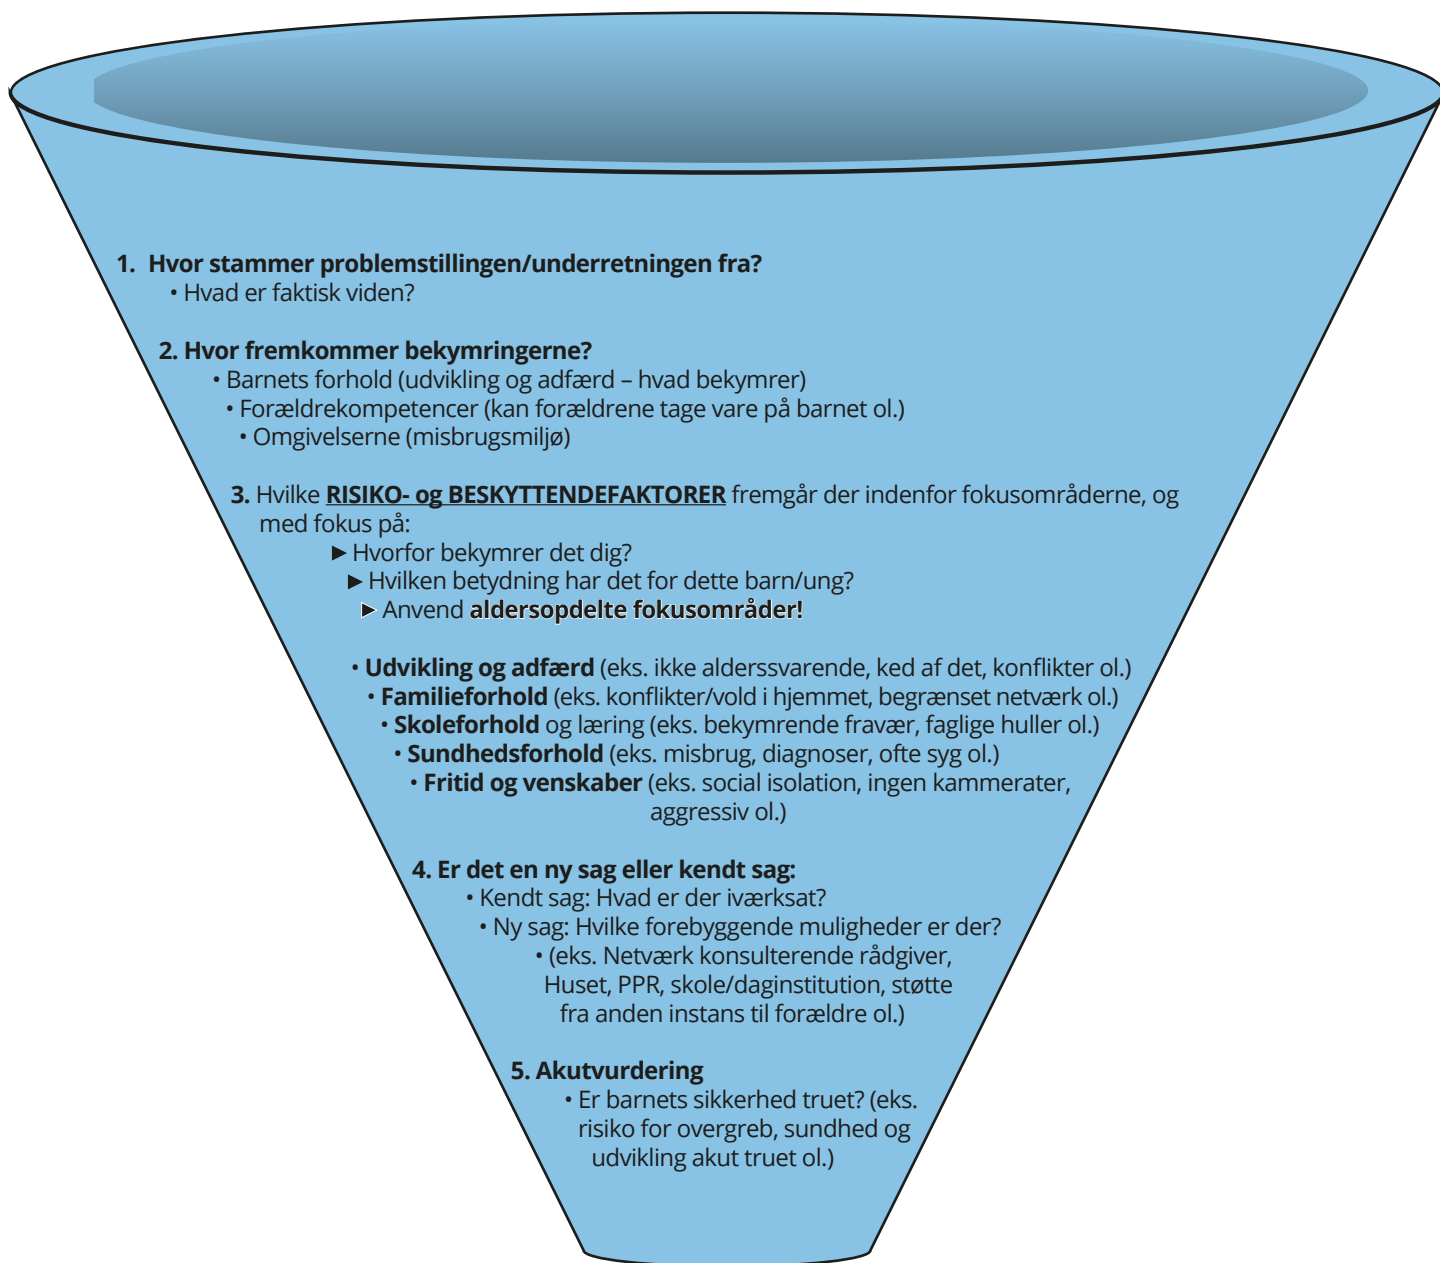 1. Hvor stammer problemstillingen/underretningen fra?
• Hvad er faktisk viden?
2. Hvor fremkommer bekymringerne?
• Barnets forhold (udvikling og adfærd – hvad bekymrer)
• Forældrekompetencer (kan forældrene tage vare på barnet ol.)
• Omgivelserne (misbrugsmiljø)
3. Hvilke RISIKO- og BESKYTTENDEFAKTORER fremgår der indenfor fokusområderne, og
med fokus på:
► Hvorfor bekymrer det dig?
► Hvilken betydning har det for dette barn/ung?
► Anvend aldersopdelte fokusområder!
• Udvikling og adfærd (eks. ikke alderssvarende, ked af det, konflikter ol.)
• Familieforhold (eks. konflikter/vold i hjemmet, begrænset netværk ol.)
• Skoleforhold og læring (eks. bekymrende fravær, faglige huller ol.)
• Sundhedsforhold (eks. misbrug, diagnoser, ofte syg ol.)
• Fritid og venskaber (eks. social isolation, ingen kammerater,
aggressiv ol.)
4. Er det en ny sag eller kendt sag:
• Kendt sag: Hvad er der iværksat?
• Ny sag: Hvilke forebyggende muligheder er der?
• (eks. Netværk konsulterende rådgiver,
Huset, PPR, skole/daginstitution, støtte
fra anden instans til forældre ol.)
5. Akutvurdering
• Er barnets sikkerhed truet? (eks.
risiko for overgreb, sundhed og
udvikling akut truet ol.)